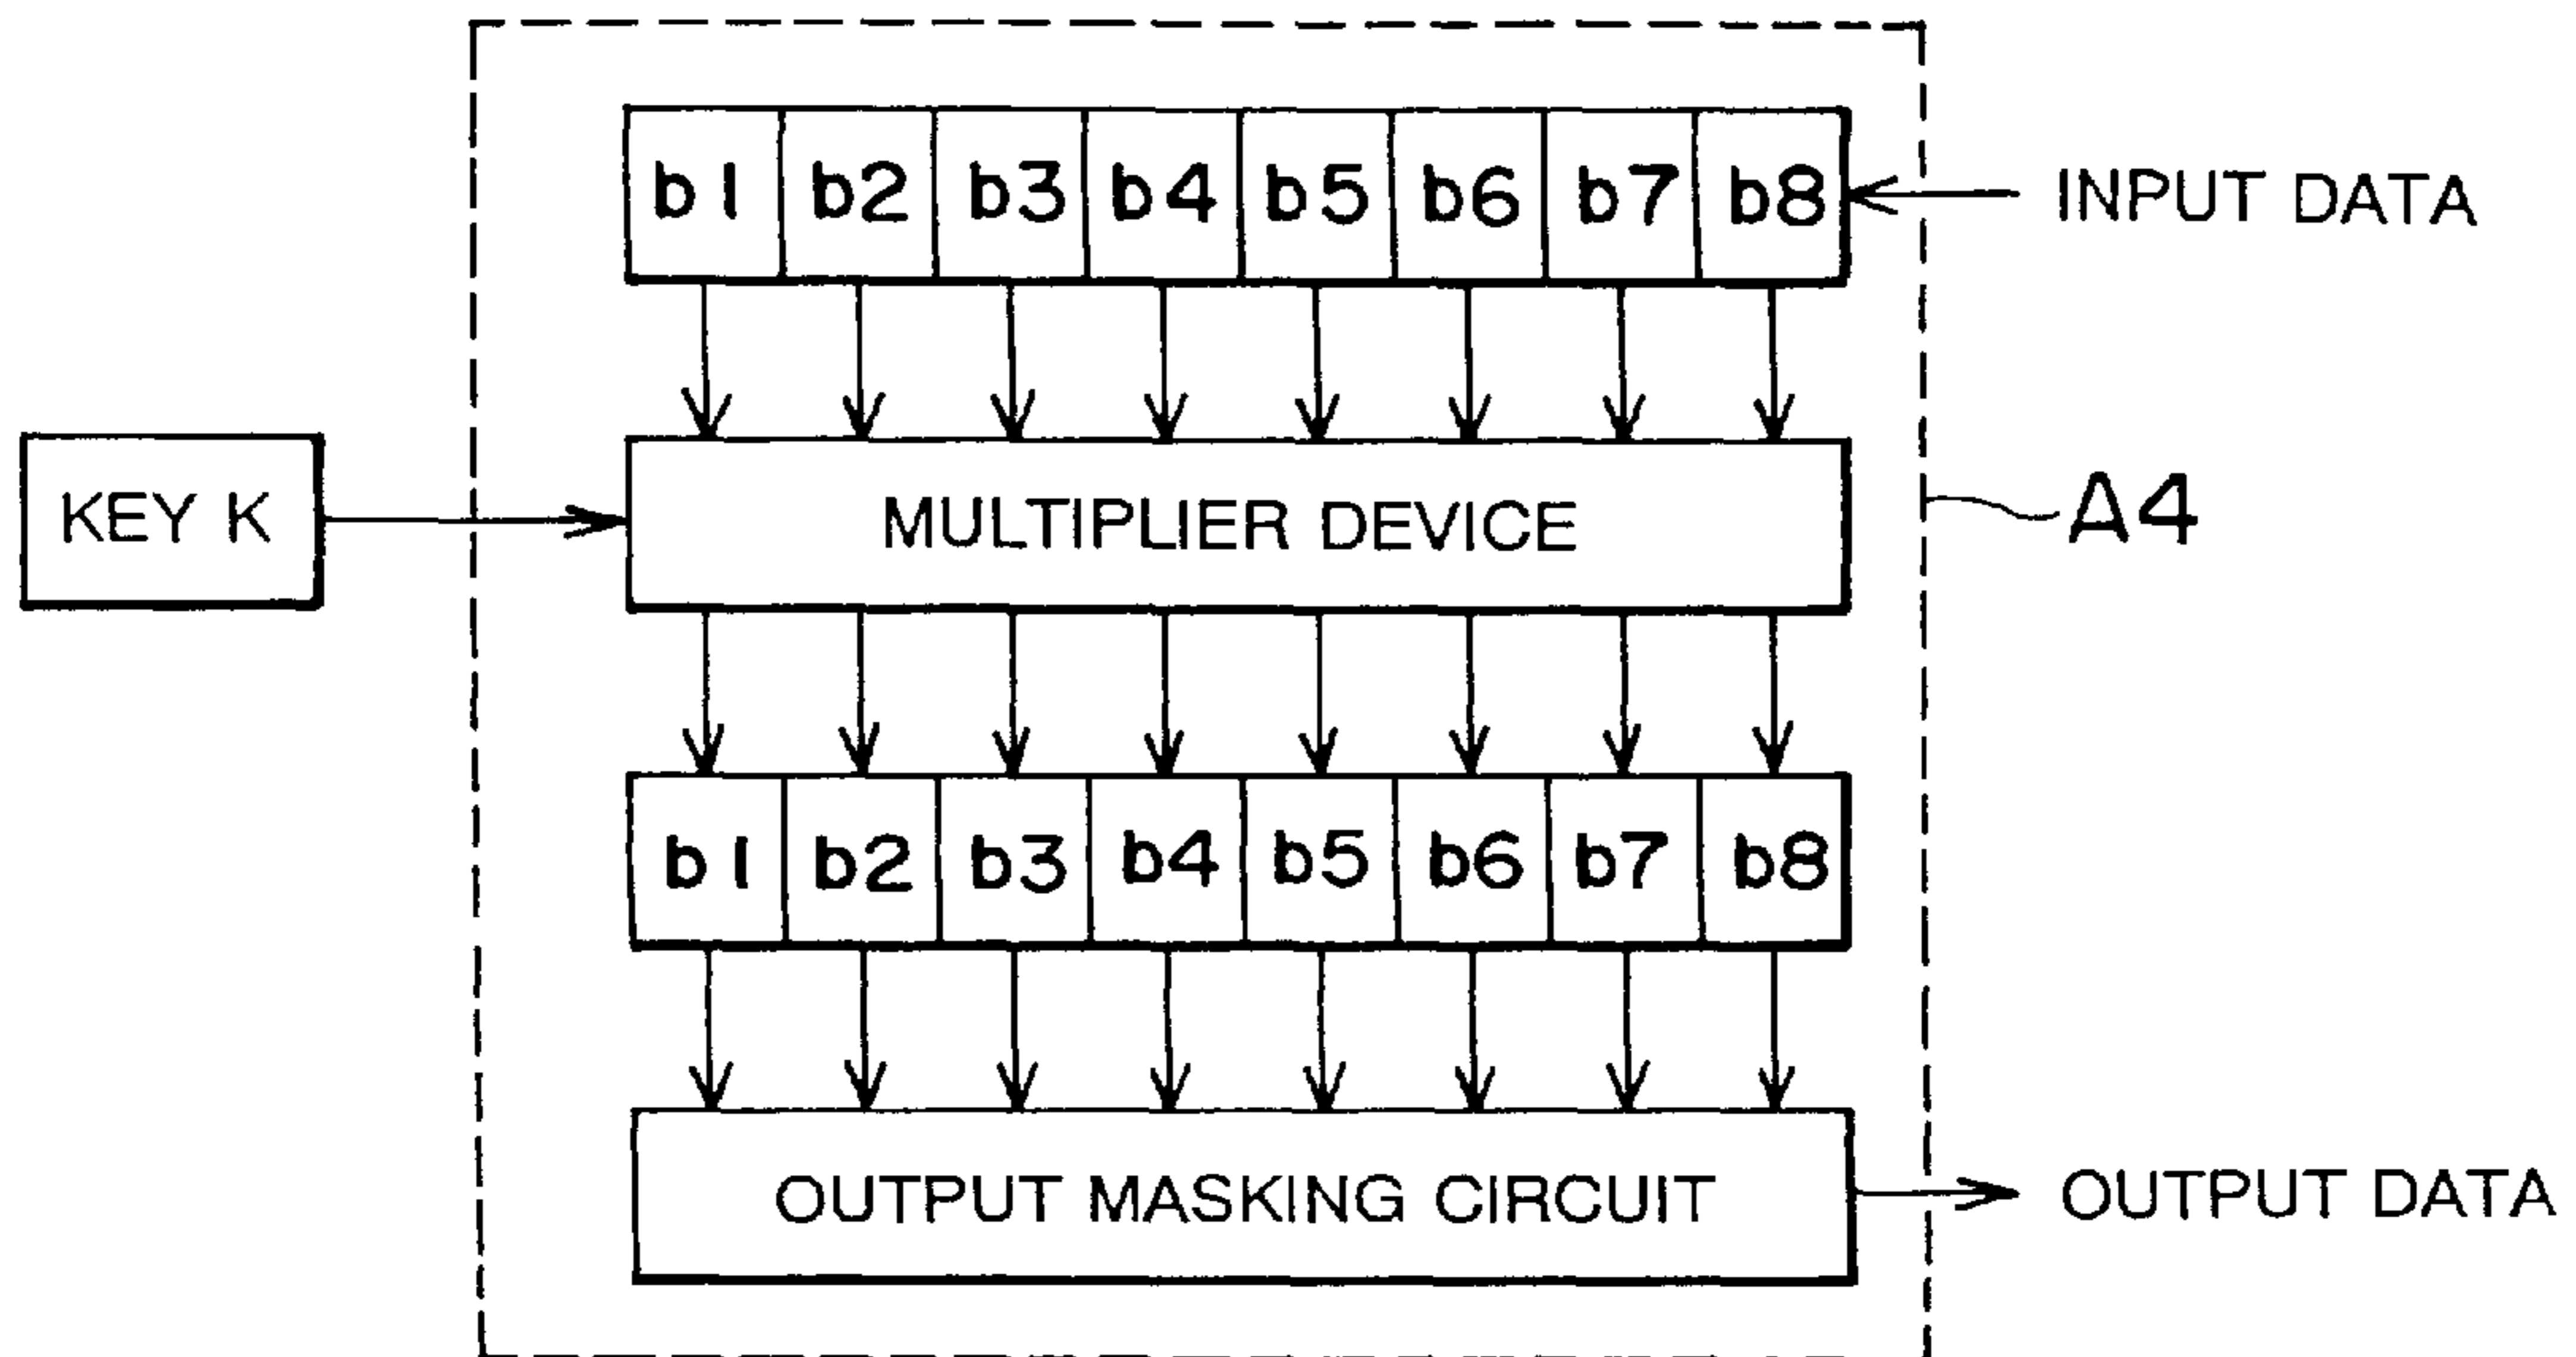 b1 b2 b3 b4 b5 b6 b7 b8
INPUT DATA
KEY K
MULTIPLIER DEVICE
A4
b1 b2 b3 b4 b5 b6 b7 b8
OUTPUT MASKING CIRCUIT
OUTPUT DATA